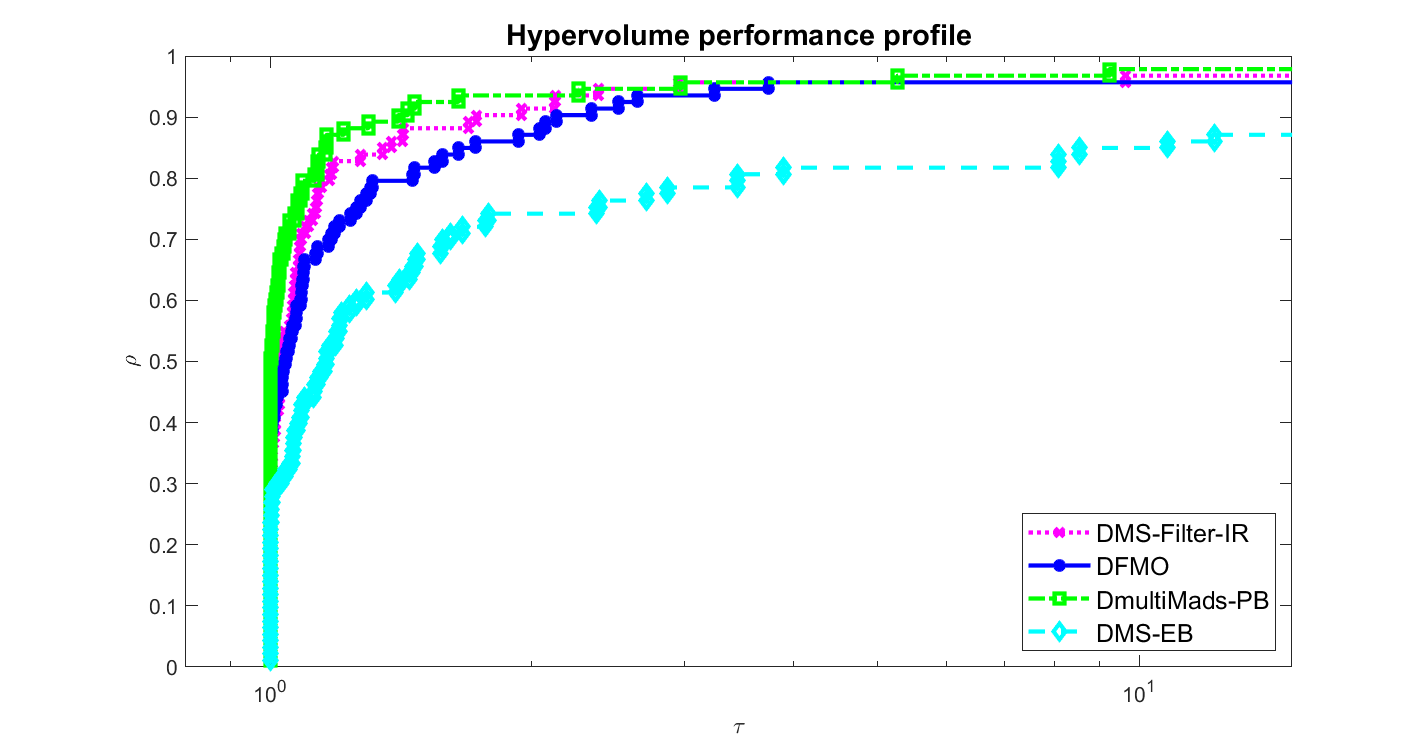 Hypervolume performance profile
1
0.9
0.8
0.7
0.6
0.5
0.4
0.3
0.2
0.1
0
ρ
10⁰
10¹
τ
DMS-Filter-IR
DFMO
DmultiMads-PB
DMS-EB